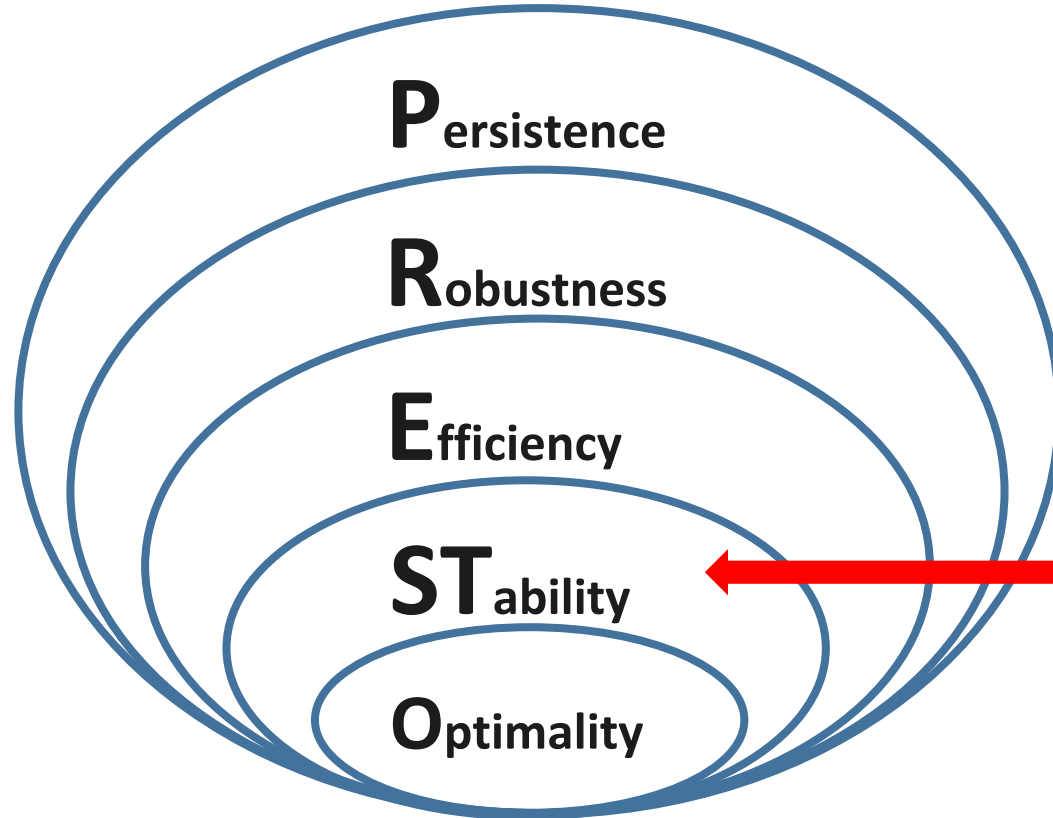 Persistence
Robustness
Efficiency
STability
Optimality